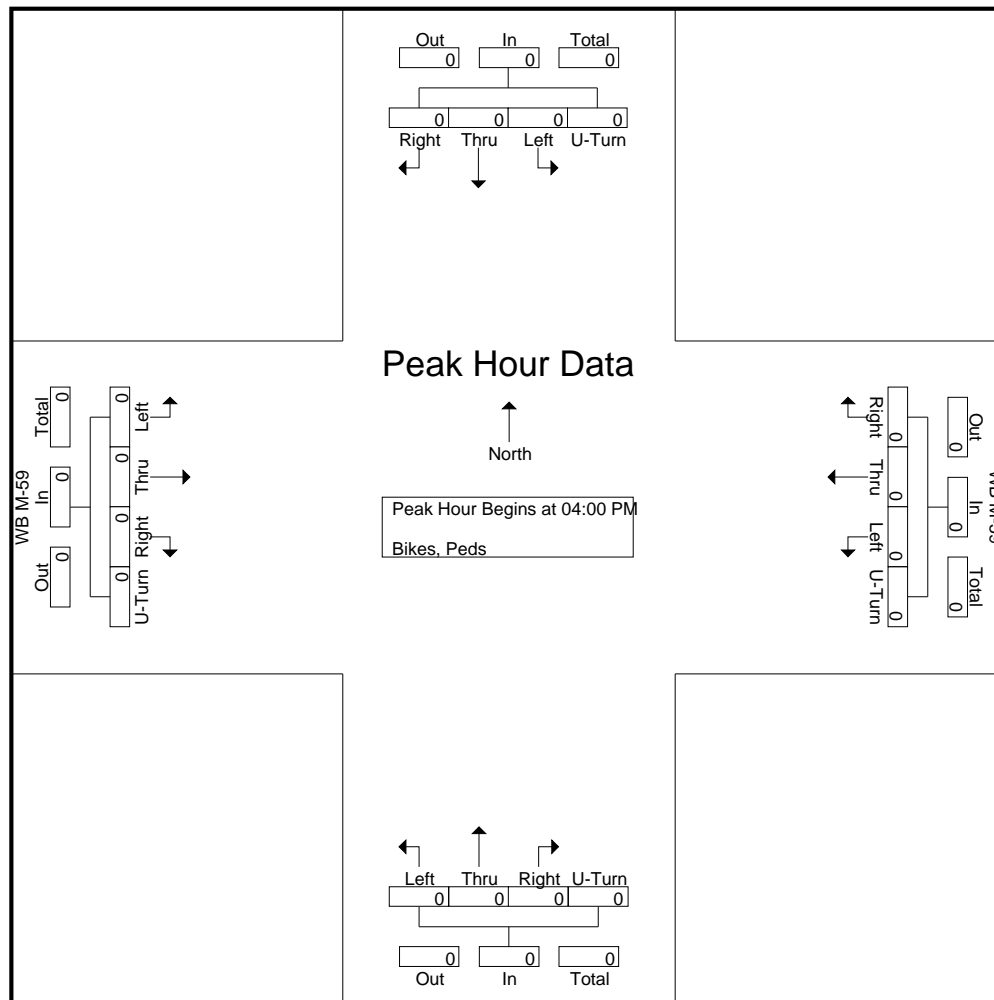 Out In Total
0 0 0
0 0 0 0
Right Thru Left U-Turn
Peak Hour Data
North
Peak Hour Begins at 04:00 PM
Bikes, Peds
WB M-59
Total In Out
0 0 0
0 0 0 0
Left Thru Right U-Turn
Right Thru Left U-Turn
0 0 0 0
Out In Total
0 0 0
Left Thru Right U-Turn
0 0 0 0
0 0 0
Out In Total